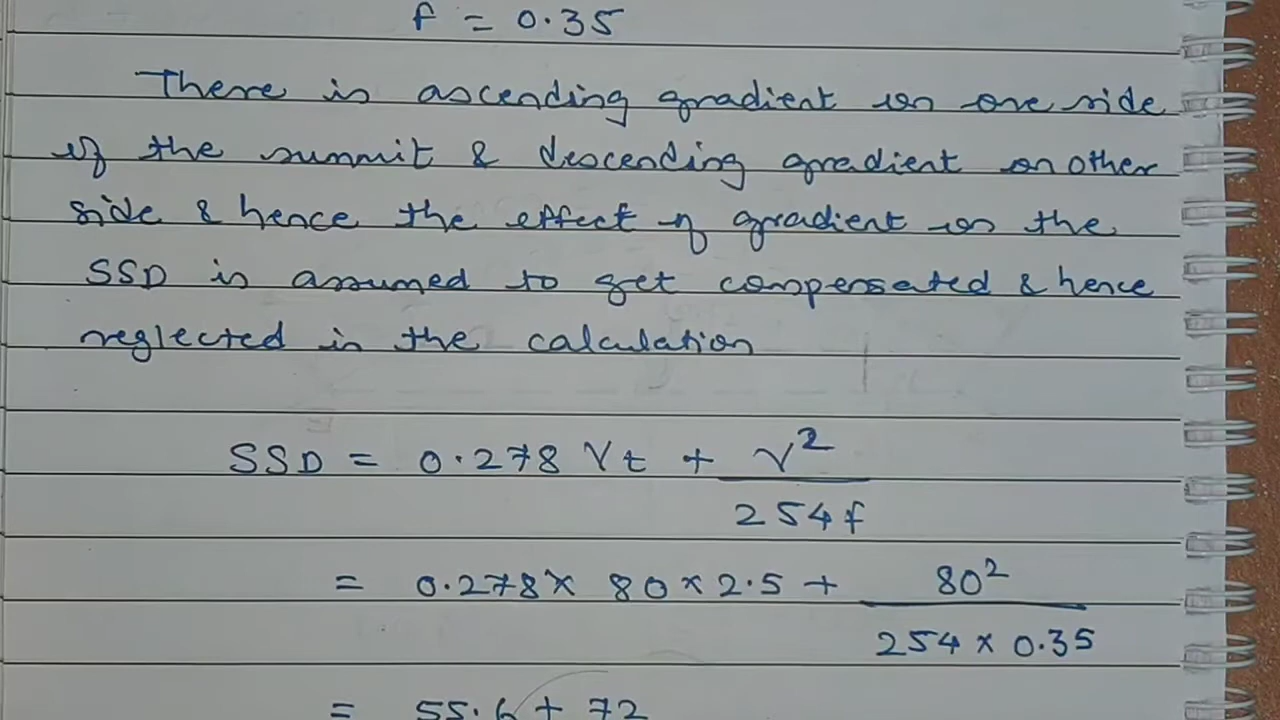 f = 0.35
There is ascending gradient on one side
of the summit & descending gradient on other
side & hence the effect of gradient on the
SSD is assumed to get compensated & hence
neglected in the calculation
SSD = 0.278 Vt + V²
254f
= 0.278 × 80 × 2.5 + 80²
254 × 0.35
= 55.6 + 72